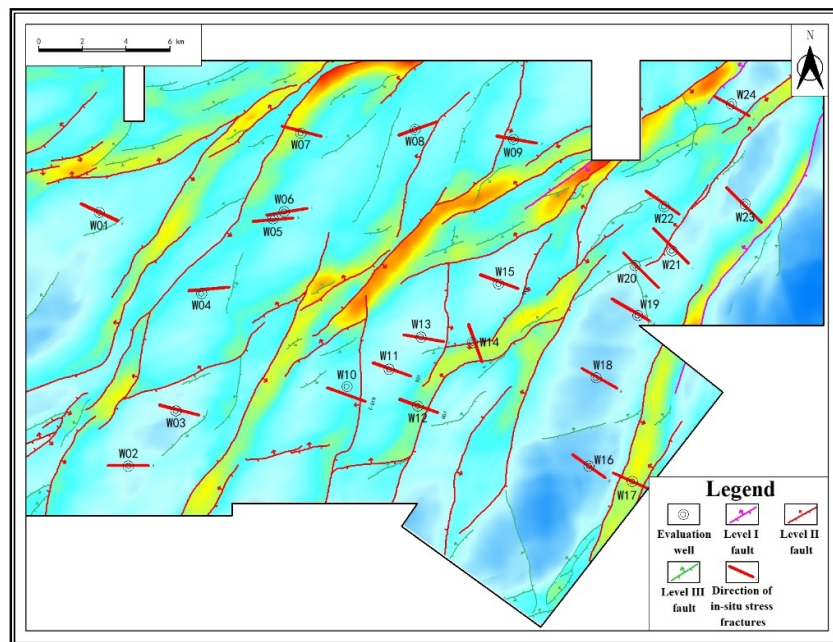 0 2 4 6 km
N
W24
W07
W08
W09
W06
W05
W01
W22
W23
W21
W20
W04
W15
W19
W13
W14
W11
W10
W18
W12
W03
W02
W16
W17
Legend
Evaluation
well
Level I
fault
Level II
fault
Level III
fault
Direction of
in-situ stress
fractures